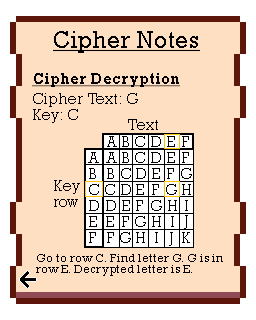 Cipher Notes
Cipher Decryption
Cipher Text: G
Key: C
Text
A B C D E F
A A B C D E F
B B C D E F G
Key row
C C D E F G H
D D E F G H I
E E F G H I J
F F G H I J K
Go to row C. Find letter G. G is in
row E. Decrypted letter is E.